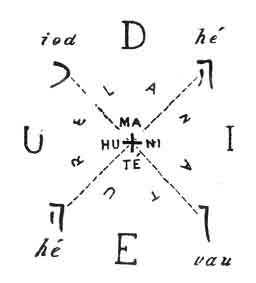 iod D hé
י ה
L A
E N
MA
U HU + NI I
TÉ
R A
U T
ה ו
hé E vau